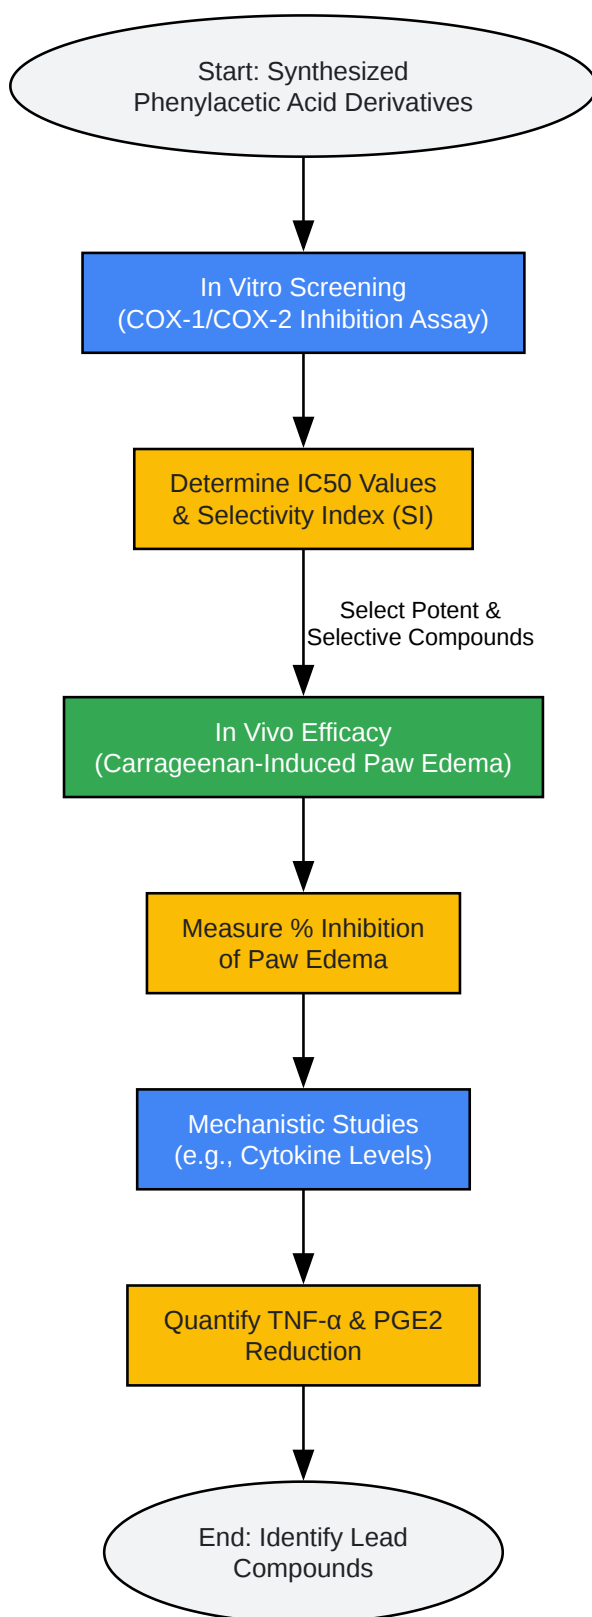 Start: Synthesized
Phenylacetic Acid Derivatives
In Vitro Screening
(COX-1/COX-2 Inhibition Assay)
Determine IC50 Values
& Selectivity Index (SI)
Select Potent &
Selective Compounds
In Vivo Efficacy
(Carrageenan-Induced Paw Edema)
Measure % Inhibition
of Paw Edema
Mechanistic Studies
(e.g., Cytokine Levels)
Quantify TNF-α & PGE2
Reduction
End: Identify Lead
Compounds